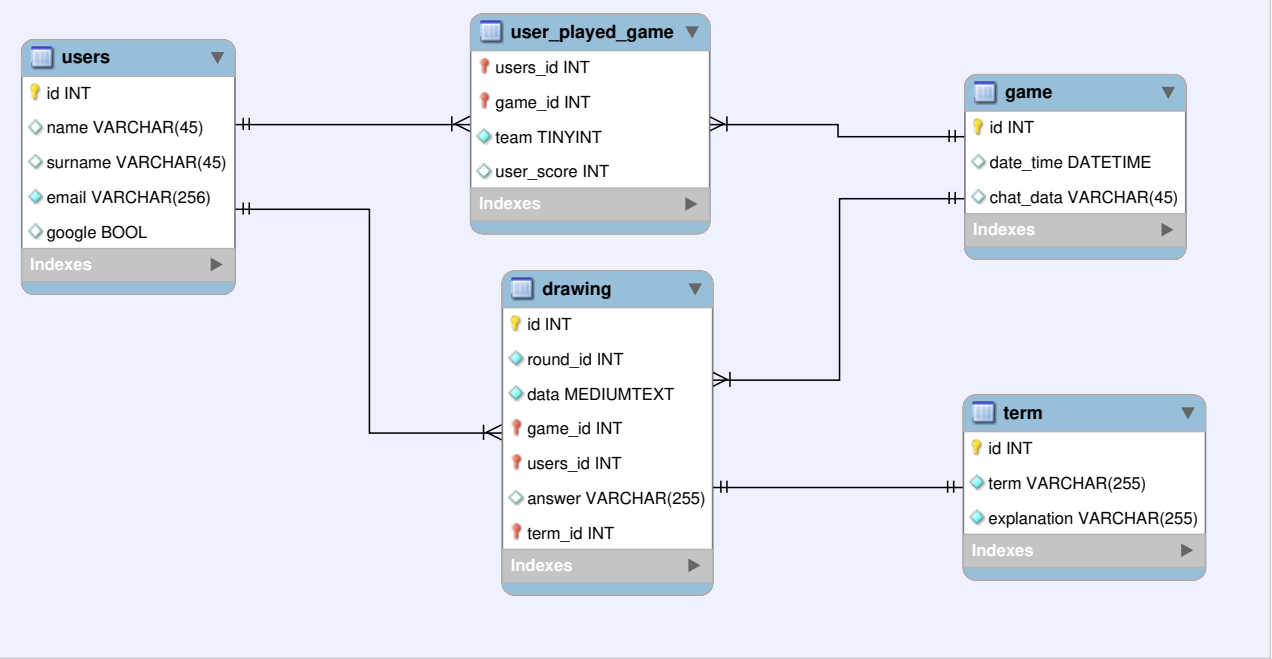 users
id INT
name VARCHAR(45)
surname VARCHAR(45)
email VARCHAR(256)
google BOOL
Indexes
user_played_game
users_id INT
game_id INT
team TINYINT
user_score INT
Indexes
game
id INT
date_time DATETIME
chat_data VARCHAR(45)
Indexes
drawing
id INT
round_id INT
data MEDIUMTEXT
game_id INT
users_id INT
answer VARCHAR(255)
term_id INT
Indexes
term
id INT
term VARCHAR(255)
explanation VARCHAR(255)
Indexes